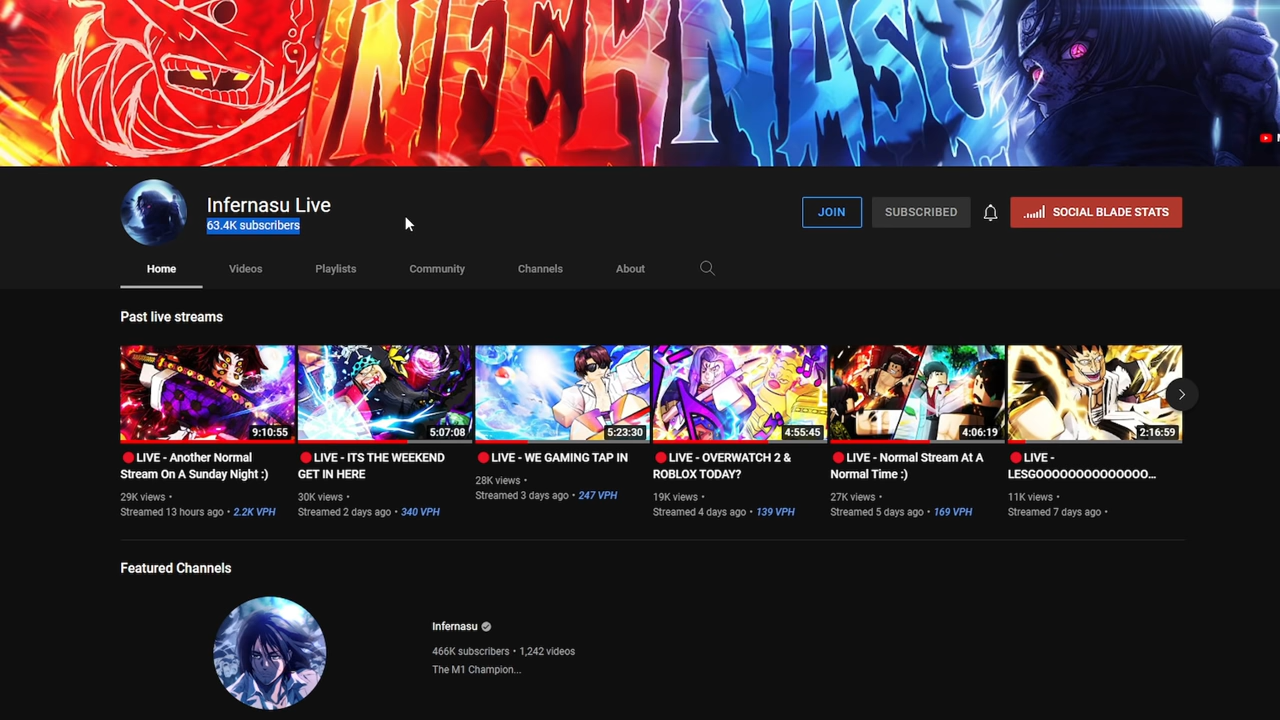 INFERNASU
Infernasu Live
63.4K subscribers
JOIN
SUBSCRIBED
SOCIAL BLADE STATS
Home
Videos
Playlists
Community
Channels
About
Past live streams
9:10:55
5:07:08
5:23:30
4:55:45
4:06:19
2:16:59
LIVE - Another Normal
Stream On A Sunday Night :)
29K views •
Streamed 13 hours ago • 2.2K VPH
LIVE - ITS THE WEEKEND
GET IN HERE
30K views •
Streamed 2 days ago • 340 VPH
LIVE - WE GAMING TAP IN
28K views •
Streamed 3 days ago • 247 VPH
LIVE - OVERWATCH 2 &
ROBLOX TODAY?
19K views •
Streamed 4 days ago • 139 VPH
LIVE - Normal Stream At A
Normal Time :)
27K views •
Streamed 5 days ago • 169 VPH
LIVE -
LESGOOOOOOOOOOOOO...
11K views •
Streamed 7 days ago •
Featured Channels
Infernasu
466K subscribers • 1,242 videos
The M1 Champion...